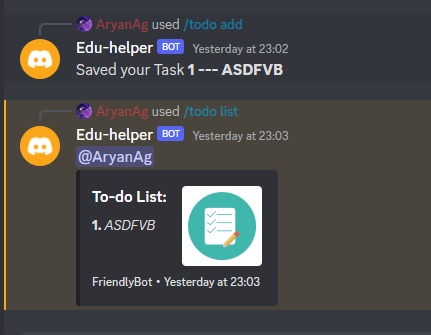 AryanAg used /todo add
Edu-helper BOT Yesterday at 23:02
Saved your Task 1 --- ASDFVB
AryanAg used /todo list
Edu-helper BOT Yesterday at 23:03
@AryanAg
To-do List:
1. ASDFVB
FriendlyBot • Yesterday at 23:03